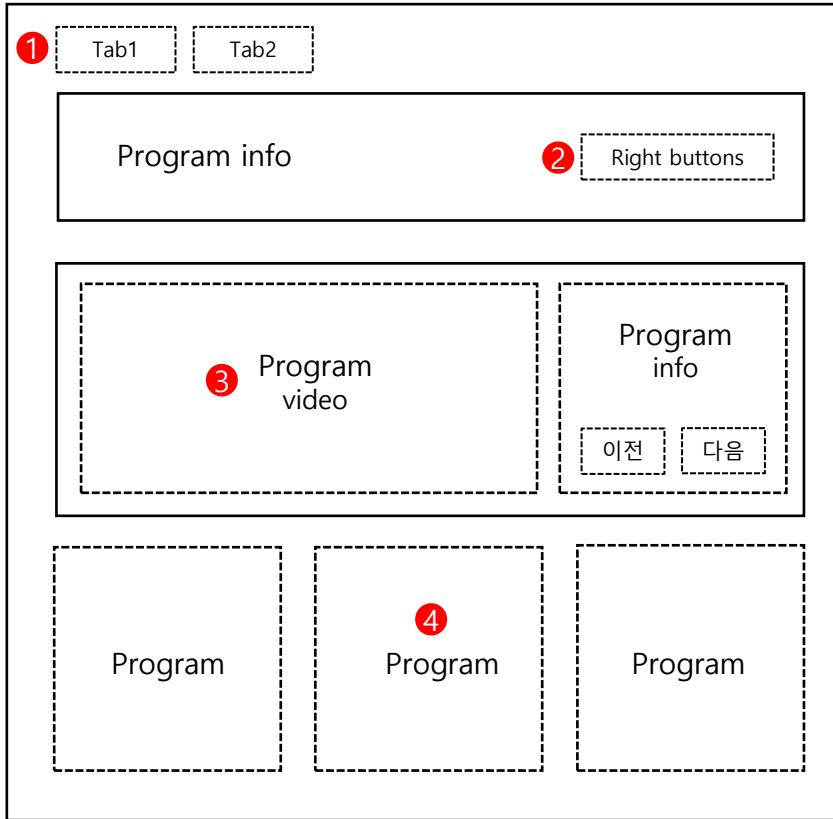 1 Tab1 Tab2
Program info 2 Right buttons
3 Program
video
Program
info
이전 다음
Program
4
Program
Program